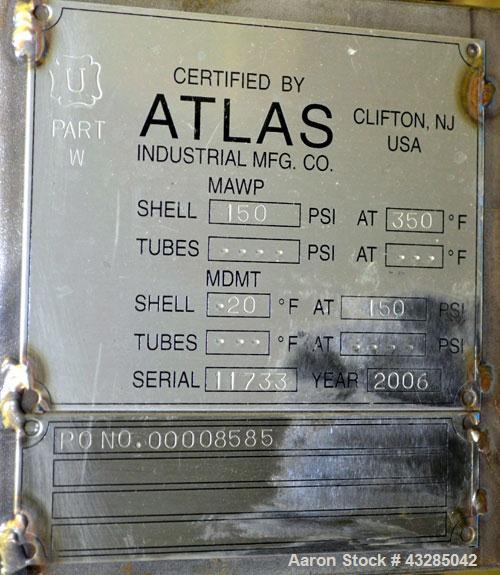 U
PART
W
CERTIFIED BY
ATLAS
CLIFTON, NJ
USA
INDUSTRIAL MFG. CO.
MAWP
SHELL 150 PSI AT 350 °F
TUBES .... PSI AT ... °F
MDMT
SHELL -20 °F AT 150 PSI
TUBES ... °F AT .... PSI
SERIAL 11733 YEAR 2006
PO NO. 00008585
Aaron Stock # 43285042